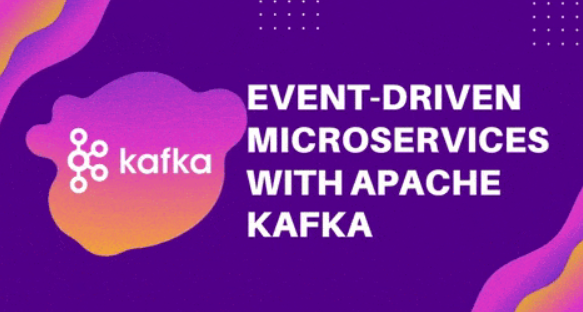 kafka
EVENT-DRIVEN
MICROSERVICES
WITH APACHE
KAFKA